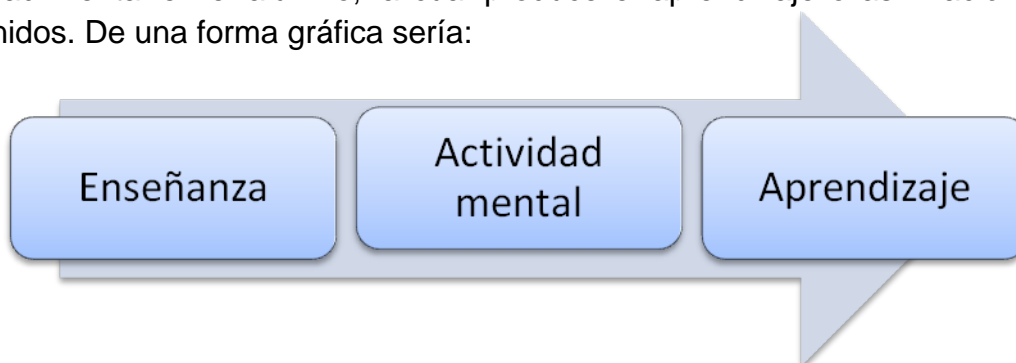 nidos. De una forma gráfica sería:
Enseñanza
Actividad
mental
Aprendizaje